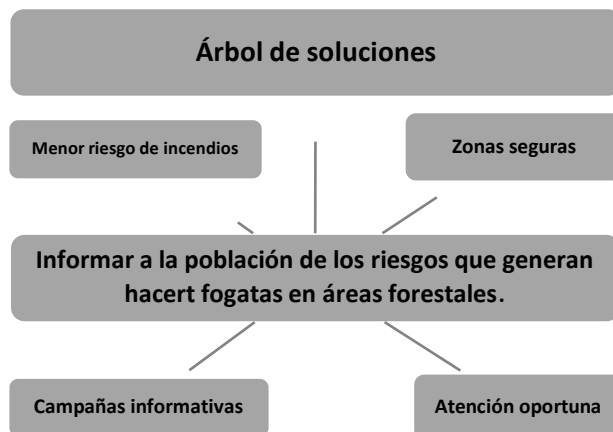 Árbol de soluciones
Menor riesgo de incendios
Zonas seguras
Informar a la población de los riesgos que generan
hacert fogatas en áreas forestales.
Campañas informativas
Atención oportuna